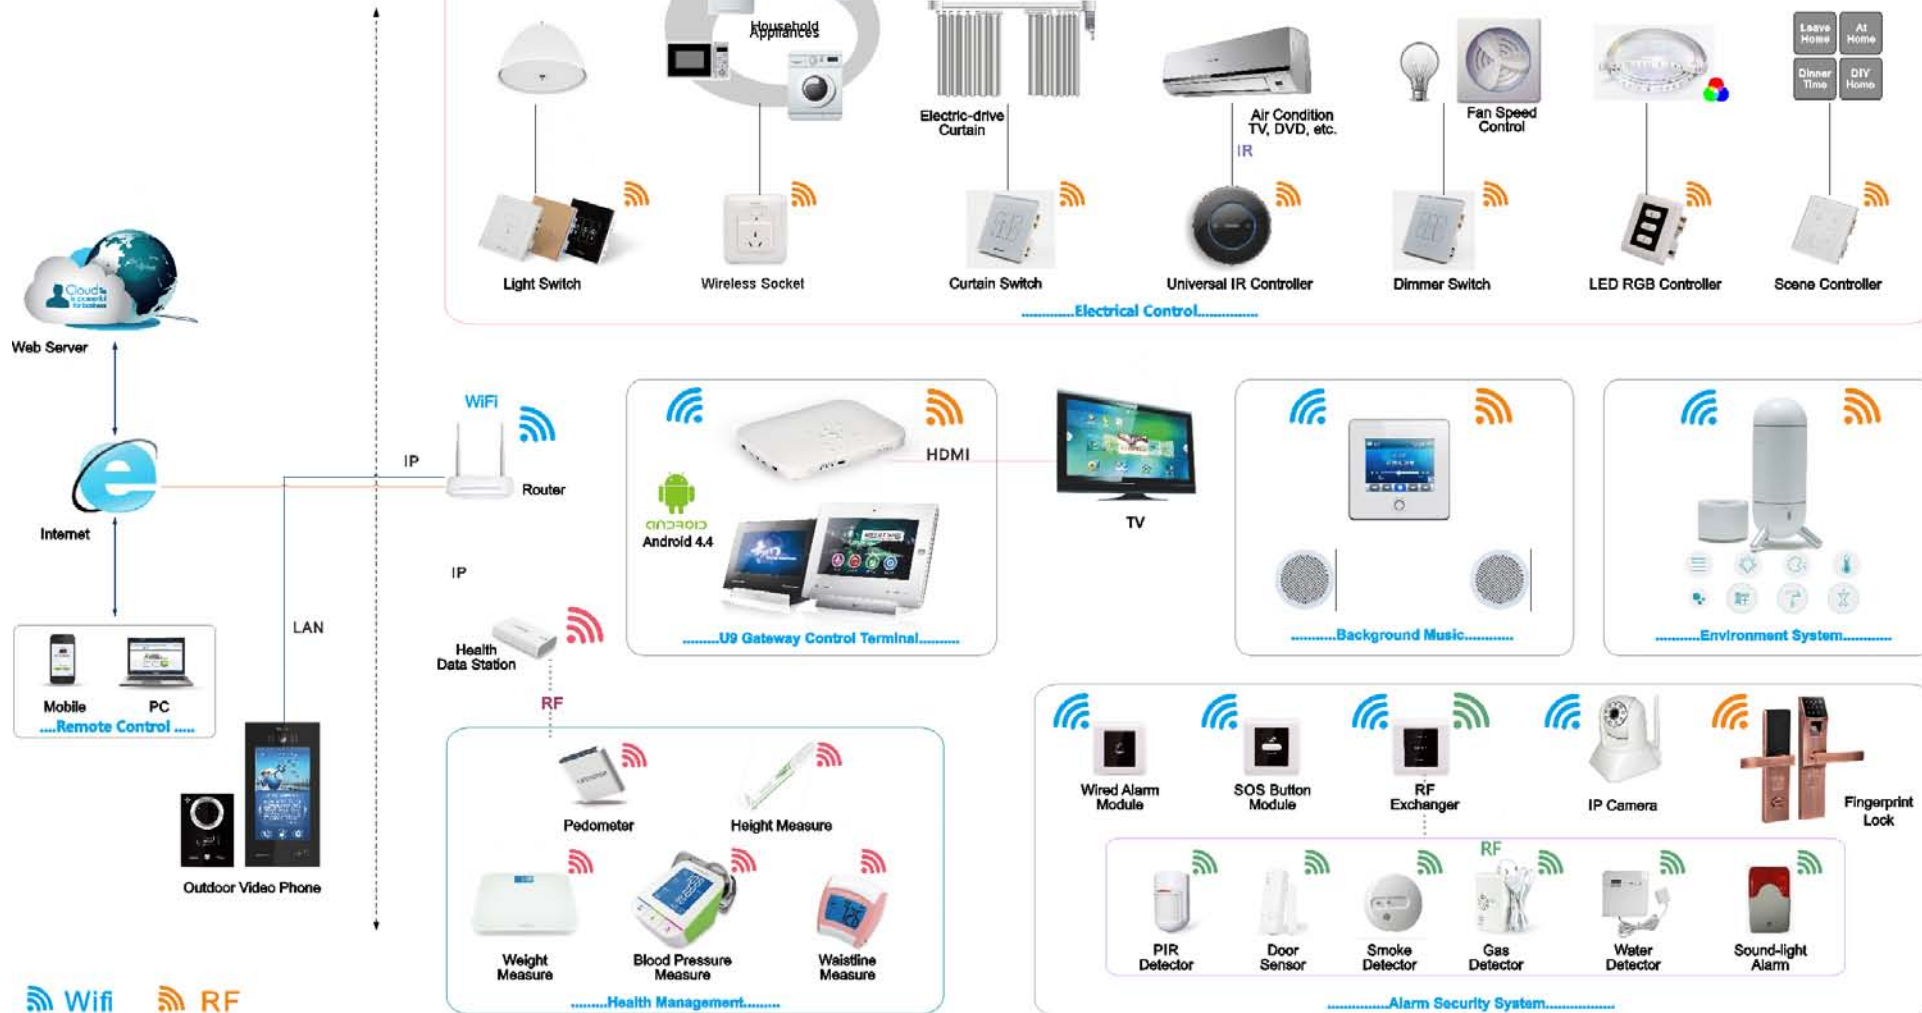 Household
Appliances
Leave
Home
At
Home
Dinner
Time
DIY
Home
Electric-drive
Curtain
Air Condition
TV, DVD, etc.
IR
Fan Speed
Control
Light Switch
Wireless Socket
Curtain Switch
Universal IR Controller
Dimmer Switch
LED RGB Controller
Scene Controller
.............Electrical Control...............
Clouds
is powerful
for business
Web Server
Internet
Mobile
PC
....Remote Control .....
LAN
IP
WiFi
Router
IP
Health
Data Station
RF
Outdoor Video Phone
HDMI
ANDROID
Android 4.4
.........U9 Gateway Control Terminal..........
TV
...........Background Music............
...........Environment System............
Pedometer
Height Measure
Weight
Measure
Blood Pressure
Measure
Waistline
Measure
.........Health Management.........
Wired Alarm
Module
SOS Button
Module
RF
Exchanger
IP Camera
Fingerprint
Lock
RF
PIR
Detector
Door
Sensor
Smoke
Detector
Gas
Detector
Water
Detector
Sound-light
Alarm
...............Alarm Security System.................
Wifi
RF